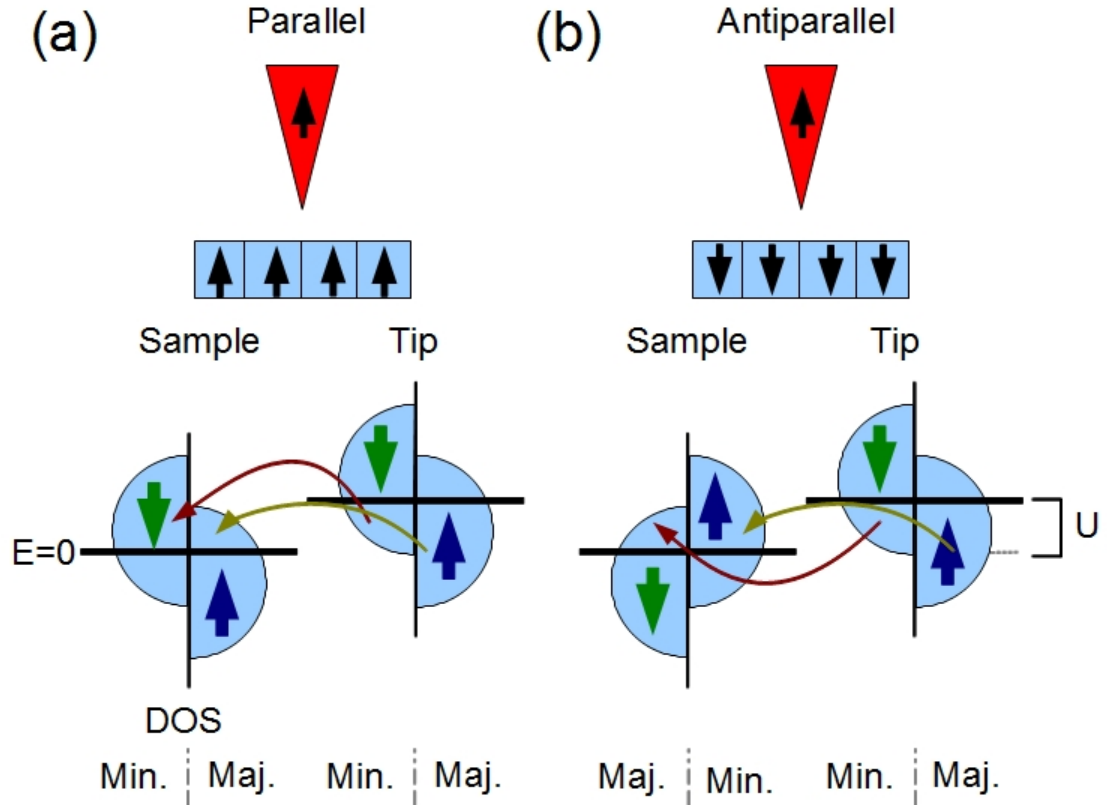 (a) Parallel
(b) Antiparallel
Sample Tip
Sample Tip
E=0
U
DOS
Min. Maj. Min. Maj.
Maj. Min. Min. Maj.